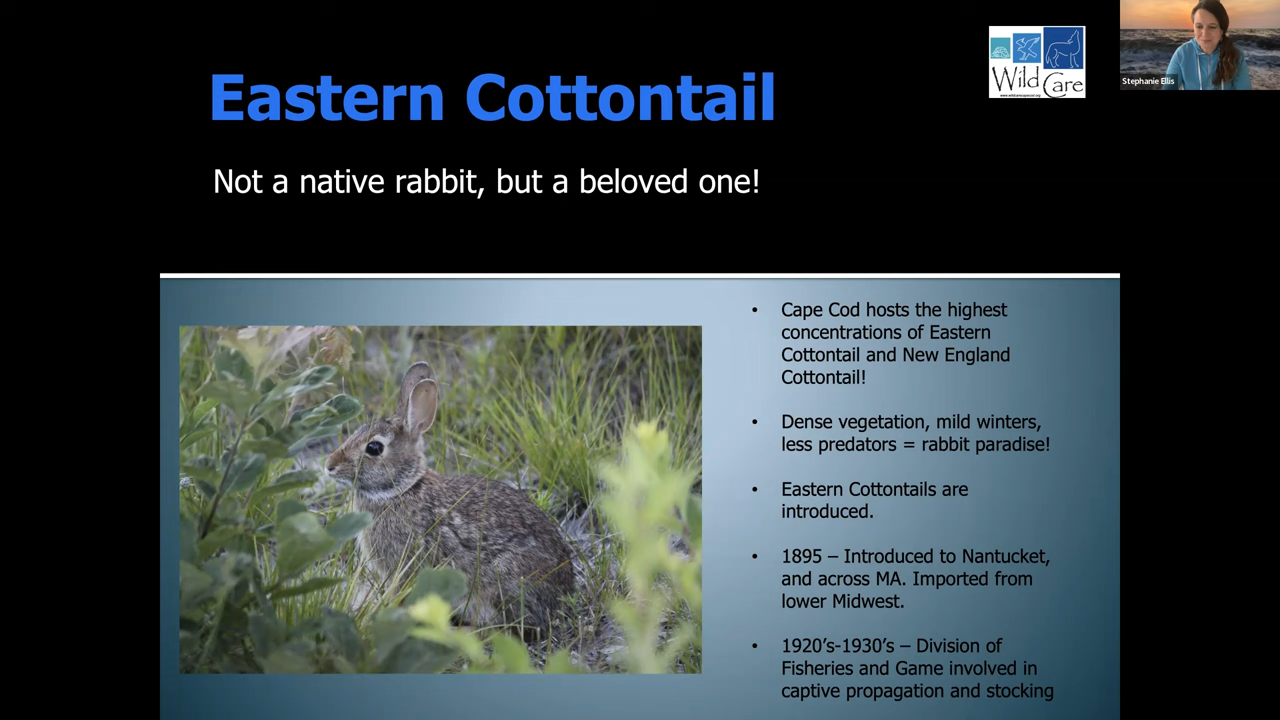 Eastern Cottontail
Not a native rabbit, but a beloved one!
Wild Care
Stephanie Ellis
• Cape Cod hosts the highest
concentrations of Eastern
Cottontail and New England
Cottontail!
• Dense vegetation, mild winters,
less predators = rabbit paradise!
• Eastern Cottontails are
introduced.
• 1895 – Introduced to Nantucket,
and across MA. Imported from
lower Midwest.
• 1920’s-1930’s – Division of
Fisheries and Game involved in
captive propagation and stocking